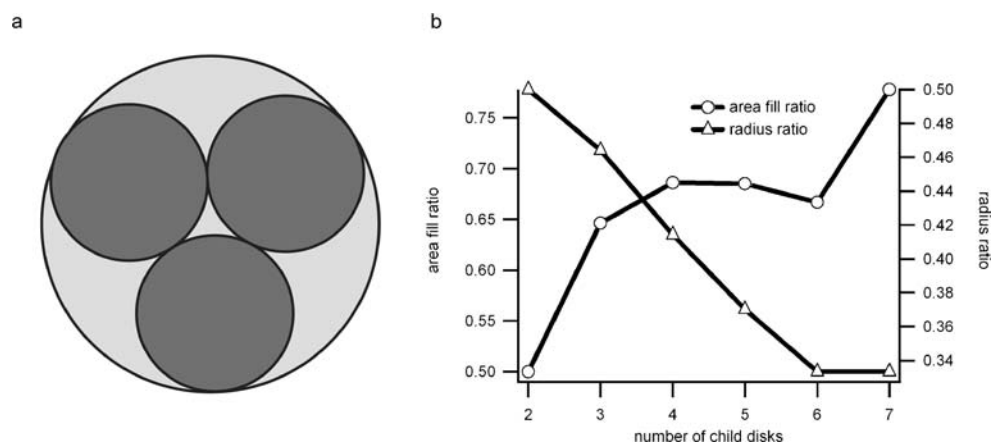 a
b
area fill ratio
radius ratio
0.75
0.70
0.65
0.60
0.55
0.50
area fill ratio
0.50
0.48
0.46
0.44
0.42
0.40
0.38
0.36
0.34
radius ratio
2 3 4 5 6 7
number of child disks